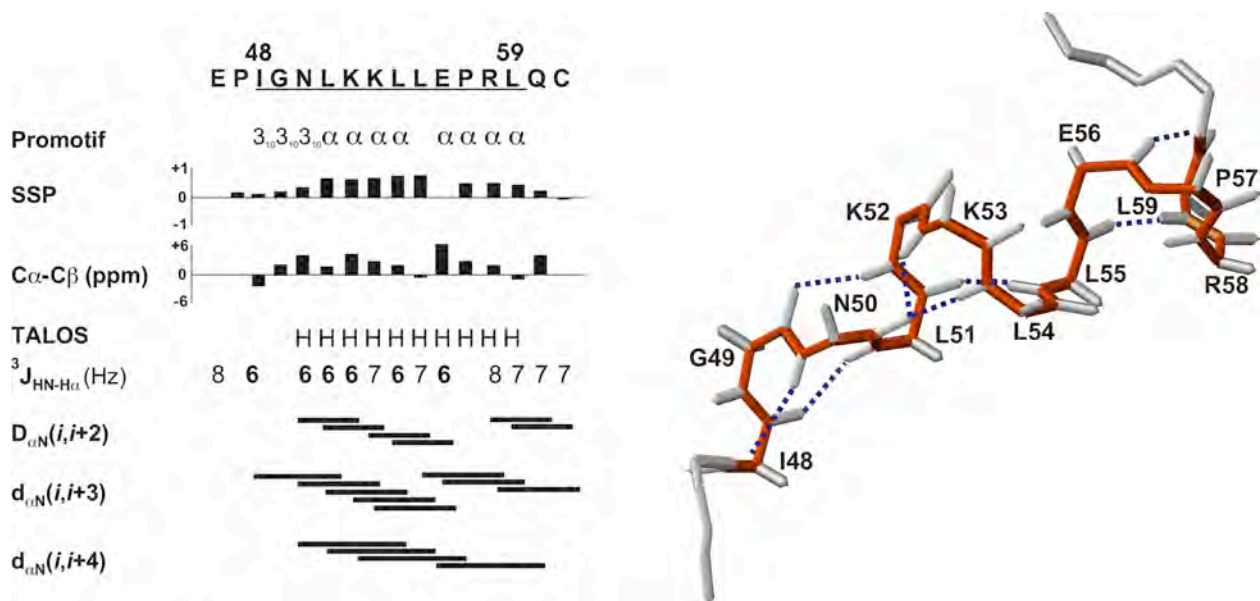 48 59
E P I G N L K K L L E P R L Q C
Promotif 3₁₀3₁₀3₁₀α α α α α α α α
+1
SSP 0
-1
+6
Cα-Cβ (ppm) 0
-6
TALOS H H H H H H H H H H
³J_HN-Hα (Hz) 8 6 6 6 6 7 6 7 6 8 7 7 7
D_αN(i,i+2)
d_αN(i,i+3)
d_αN(i,i+4)
E56
P57
K52 K53 L59
L55
R58
N50
L51 L54
G49
I48